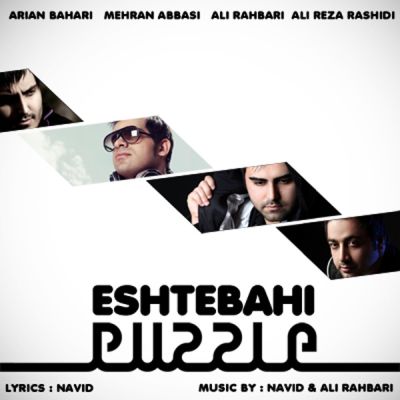 ARIAN BAHARI MEHRAN ABBASI ALI RAHBARI ALI REZA RASHIDI
ESHTEBAHI
PUZZLE
LYRICS : NAVID MUSIC BY : NAVID & ALI RAHBARI